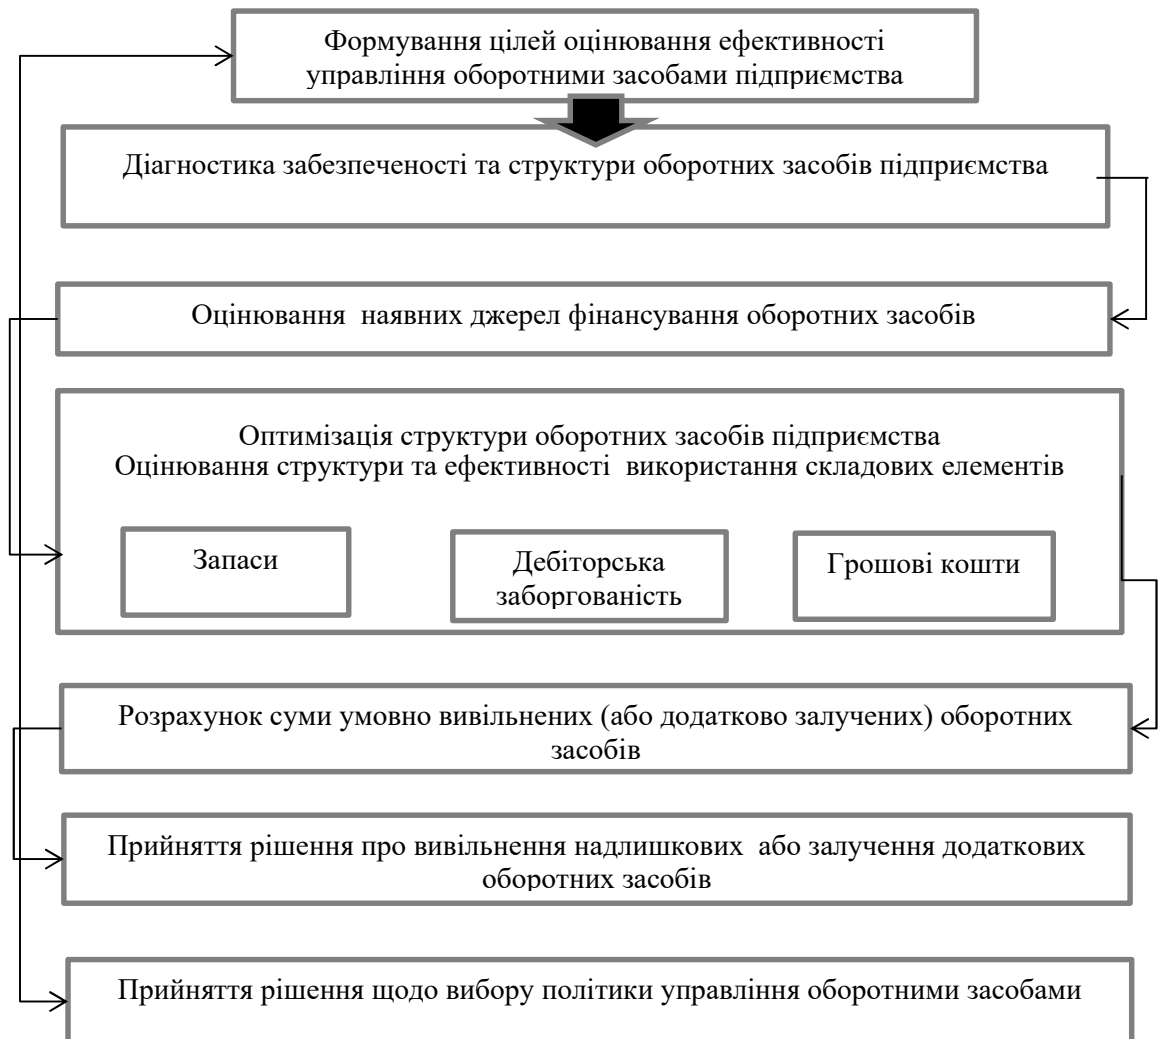 Формування цілей оцінювання ефективності
управління оборотними засобами підприємства
Діагностика забезпеченості та структури оборотних засобів підприємства
Оцінювання наявних джерел фінансування оборотних засобів
Оптимізація структури оборотних засобів підприємства
Оцінювання структури та ефективності використання складових елементів
Запаси
Дебіторська
заборгованість
Грошові кошти
Розрахунок суми умовно вивільнених (або додатково залучених) оборотних
засобів
Прийняття рішення про вивільнення надлишкових або залучення додаткових
оборотних засобів
Прийняття рішення щодо вибору політики управління оборотними засобами